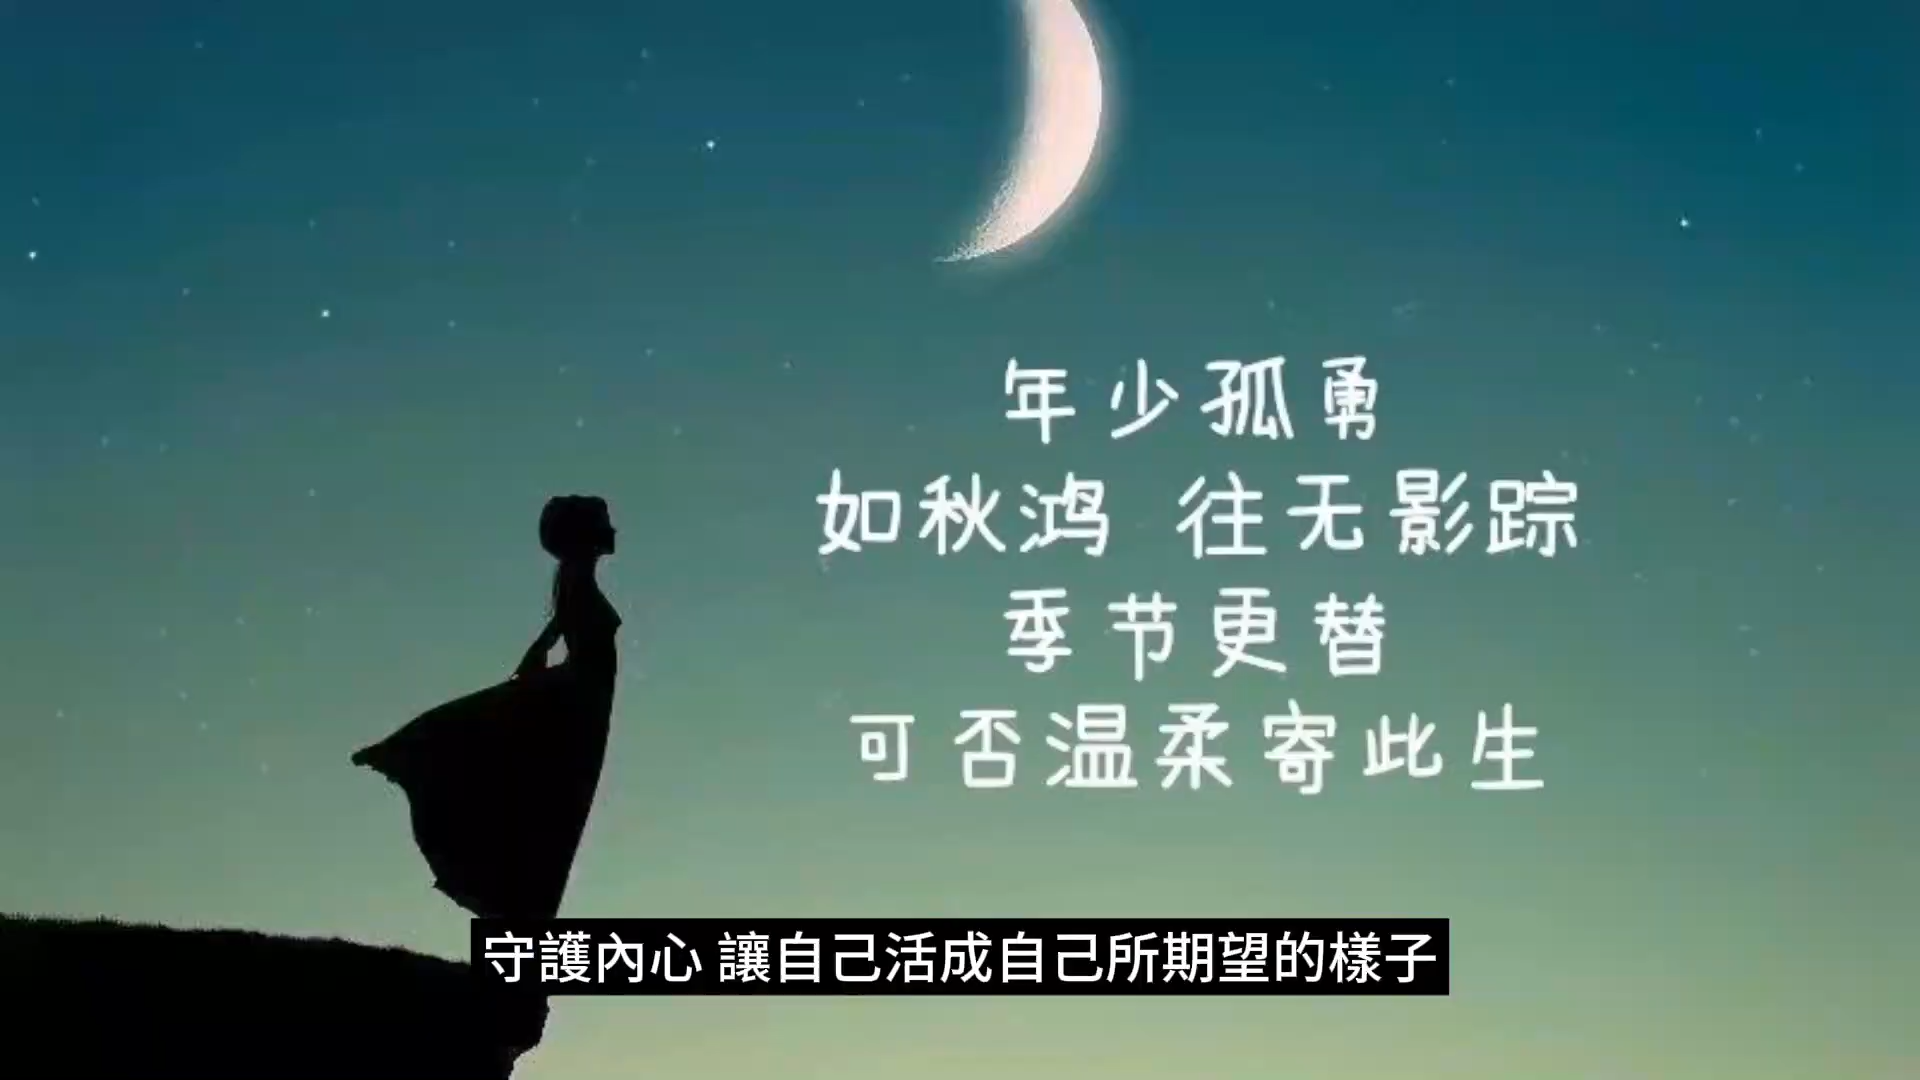 年少孤勇
如秋鸿 往无影踪
季节更替
可否温柔寄此生
守護內心 讓自己活成自己所期望的樣子